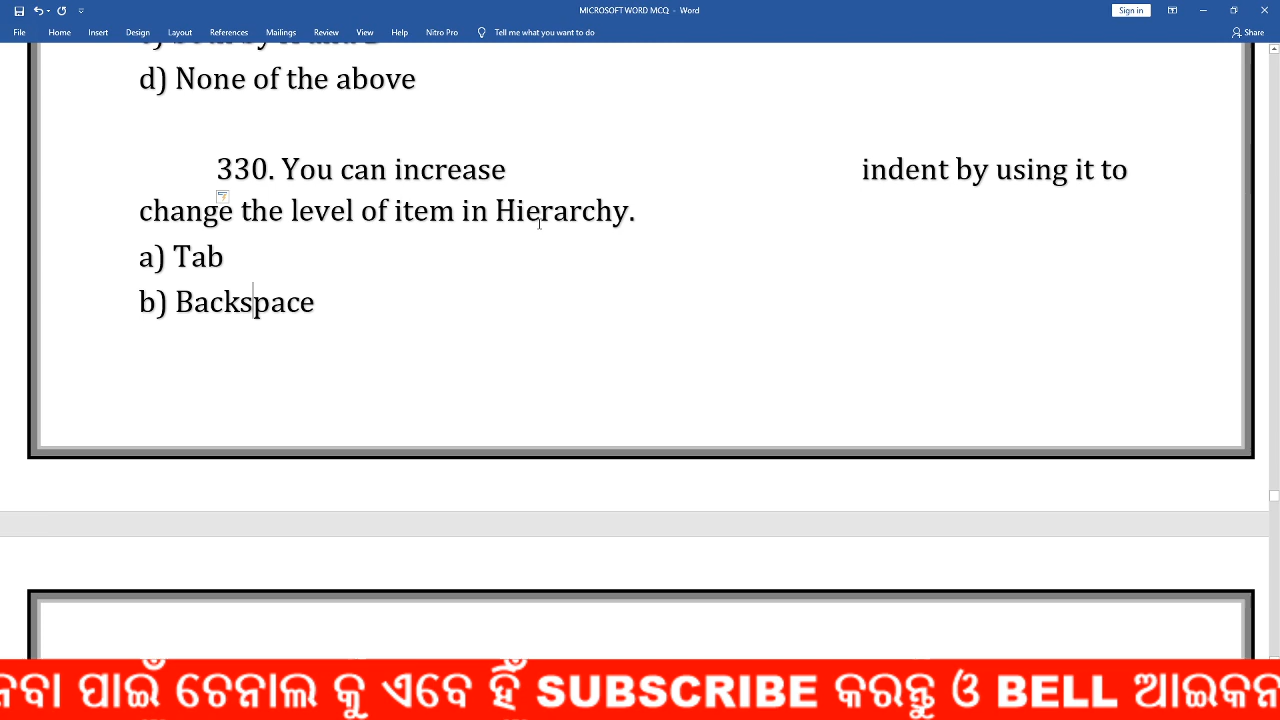 MICROSOFT WORD MCQ - Word
Sign in
File Home Insert Design Layout References Mailings Review View Help Nitro Pro Tell me what you want to do Share
d) None of the above
330. You can increase indent by using it to
change the level of item in Hierarchy.
a) Tab
b) Backspace
ପାଇଁ ଚେନାଲ କୁ ଏବେ ହିଁ SUBSCRIBE କରନ୍ତୁ ଓ BELL ଆଇକନ